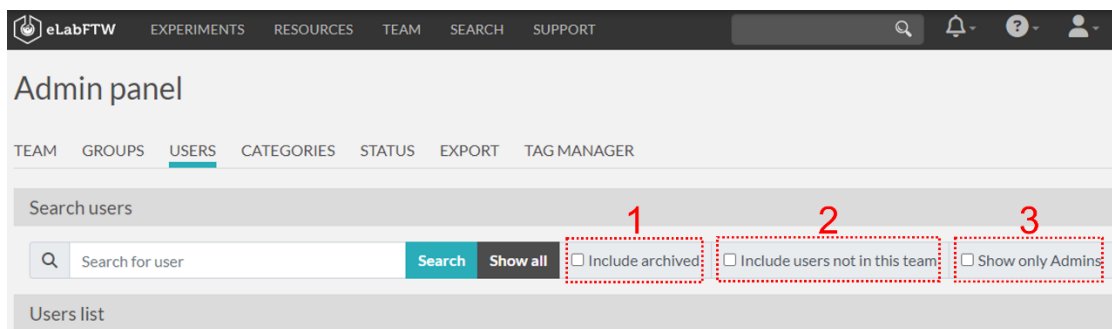 eLabFTW EXPERIMENTS RESOURCES TEAM SEARCH SUPPORT ?
Admin panel
TEAM GROUPS USERS CATEGORIES STATUS EXPORT TAG MANAGER
Search users
1 2 3
Search for user Search Show all Include archived Include users not in this team Show only Admins
Users list